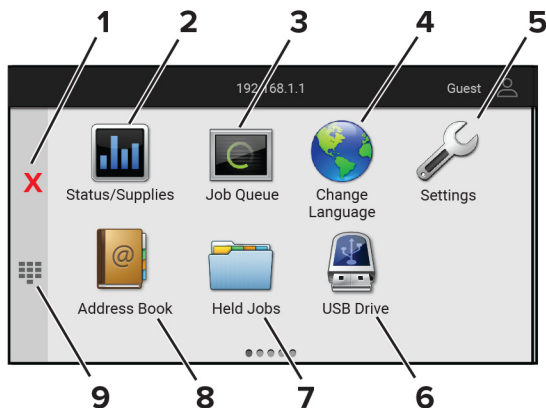 1 2 3 4 5
192.168.1.1 Guest
X
Status/Supplies Job Queue Change Language Settings
@
Address Book Held Jobs USB Drive
9 8 7 6